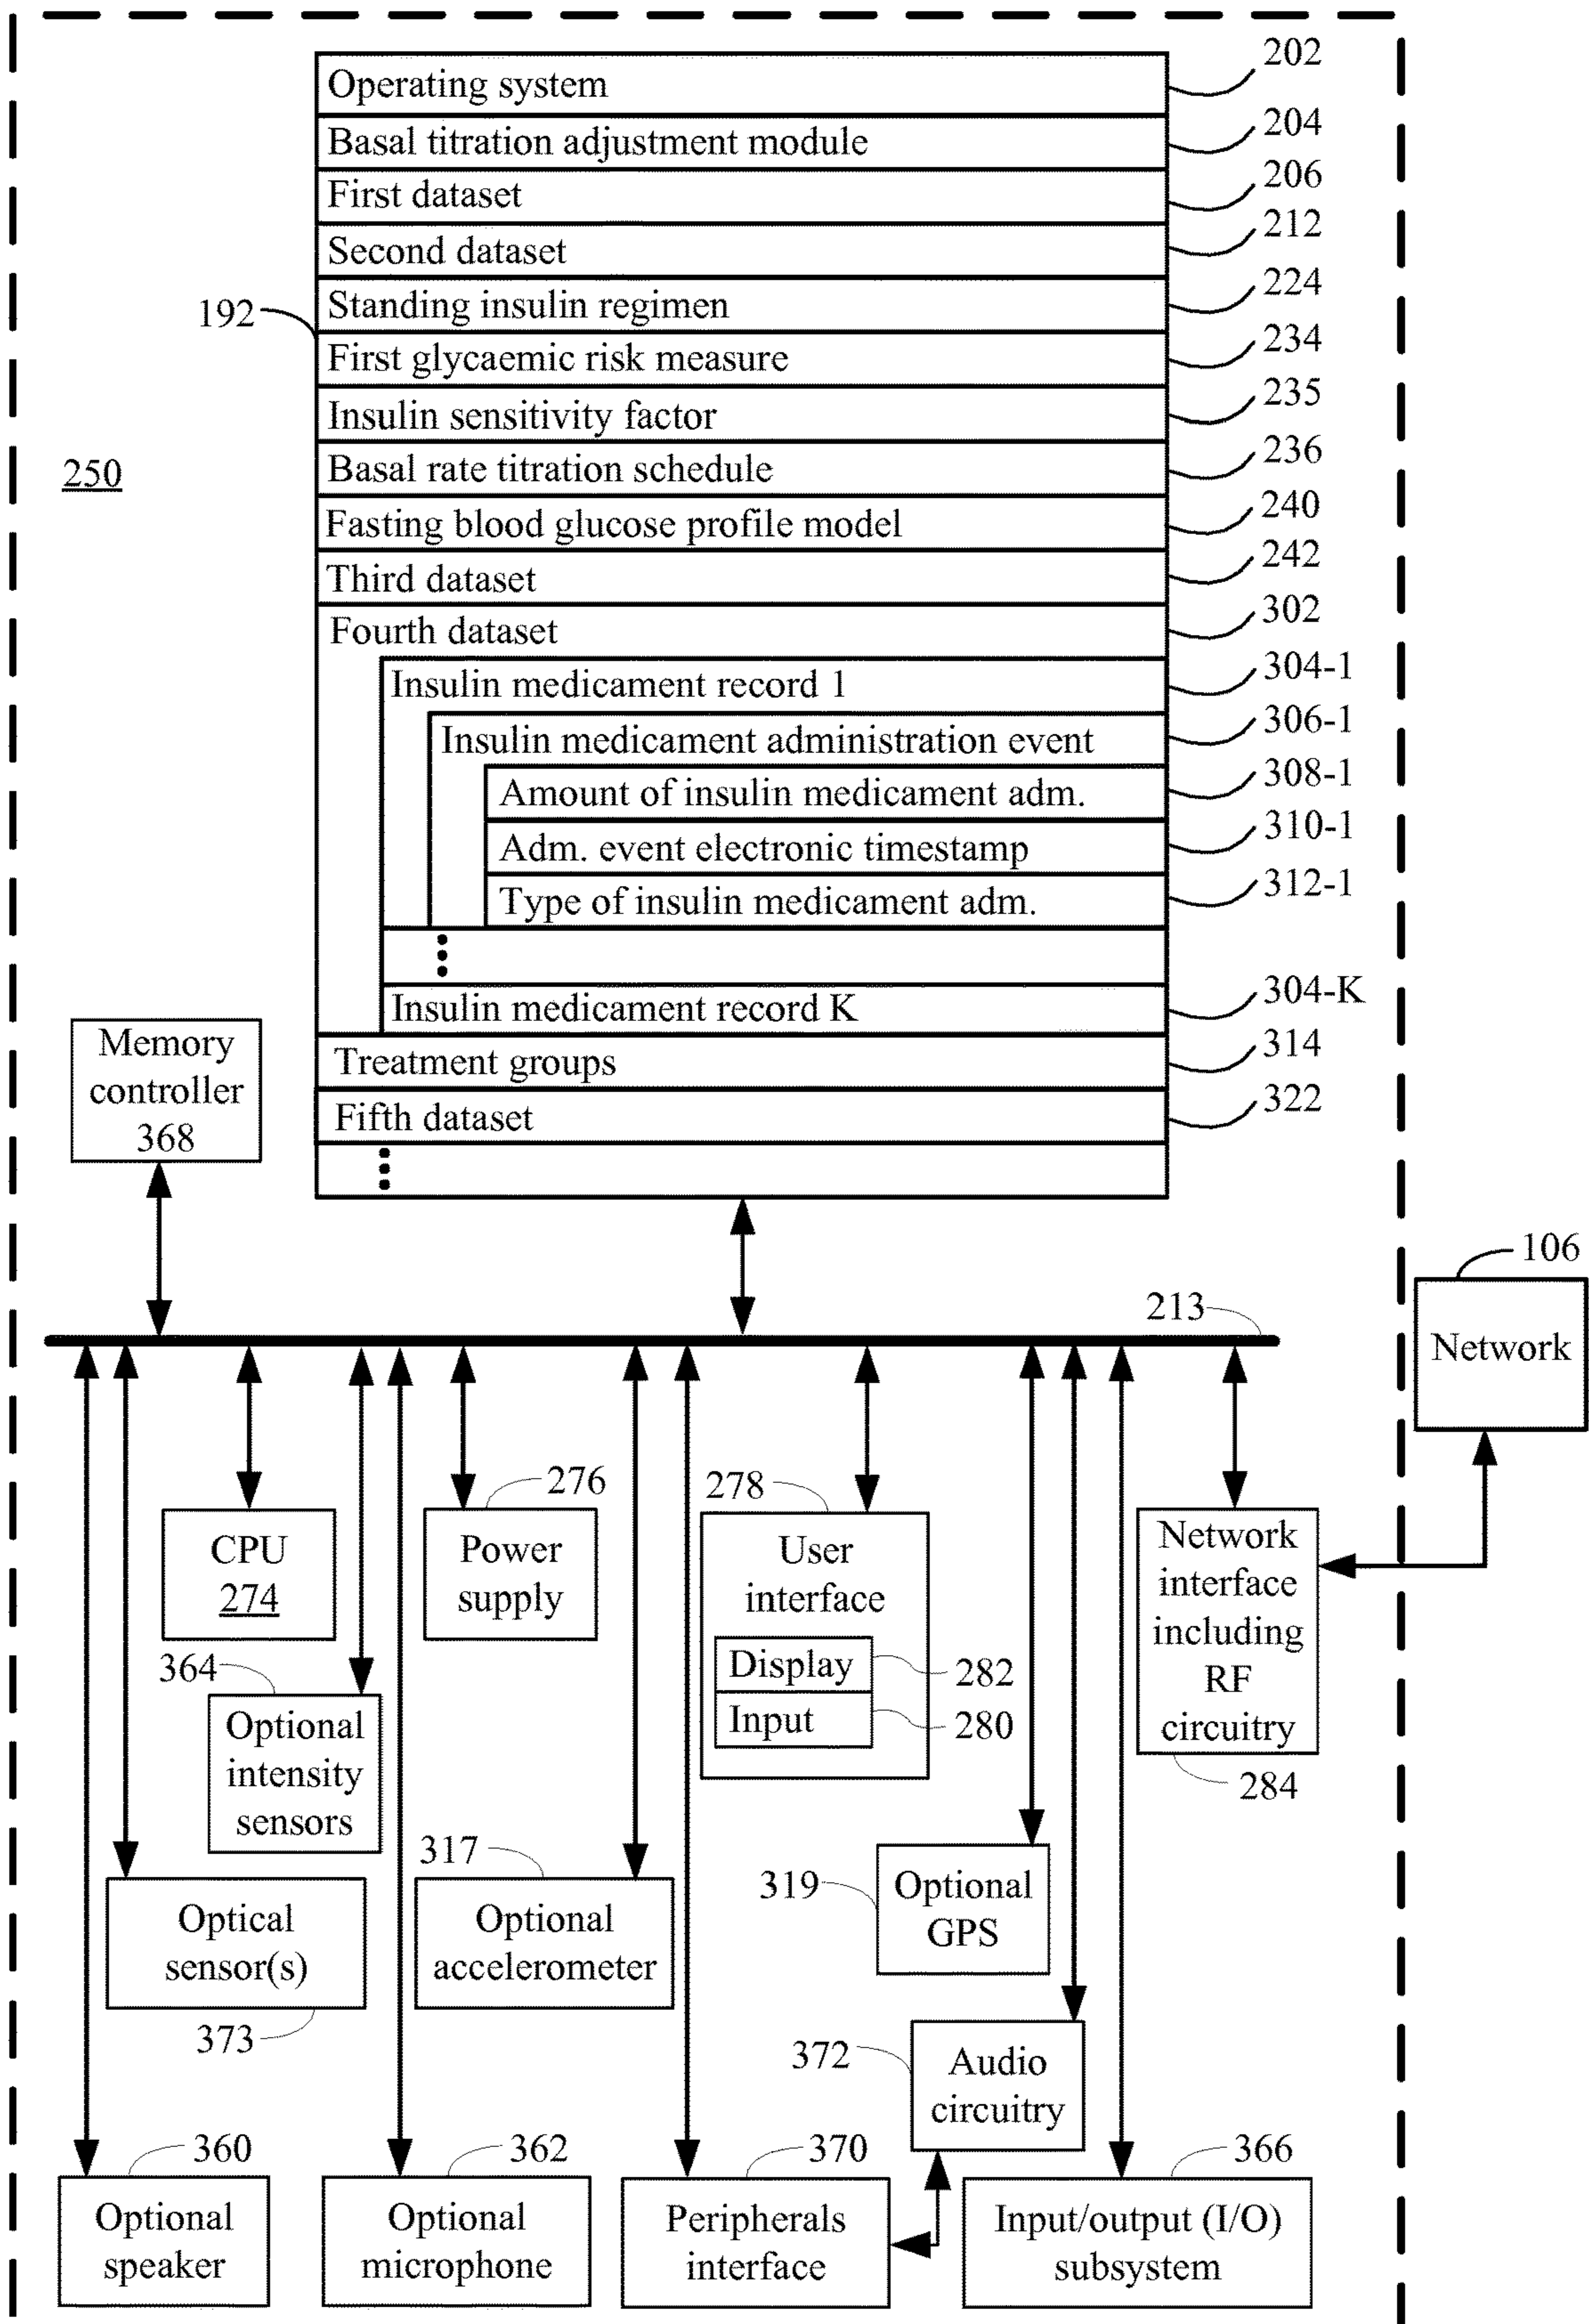 Operating system 202
Basal titration adjustment module 204
First dataset 206
Second dataset 212
Standing insulin regimen 224
192
First glycaemic risk measure 234
Insulin sensitivity factor 235
250
Basal rate titration schedule 236
Fasting blood glucose profile model 240
Third dataset 242
Fourth dataset 302
Insulin medicament record 1 304-1
Insulin medicament administration event 306-1
Amount of insulin medicament adm. 308-1
Adm. event electronic timestamp 310-1
Type of insulin medicament adm. 312-1
Insulin medicament record K 304-K
Treatment groups 314
Fifth dataset 322
Memory
controller
368
106
Network
213
CPU
274
276
Power
supply
278
User
interface
Display 282
Input 280
Network
interface
including
RF
circuitry
284
364
Optional
intensity
sensors
Optical
sensor(s)
373
317
Optional
accelerometer
319
Optional
GPS
372
Audio
circuitry
360
Optional
speaker
362
Optional
microphone
370
Peripherals
interface
366
Input/output (I/O)
subsystem